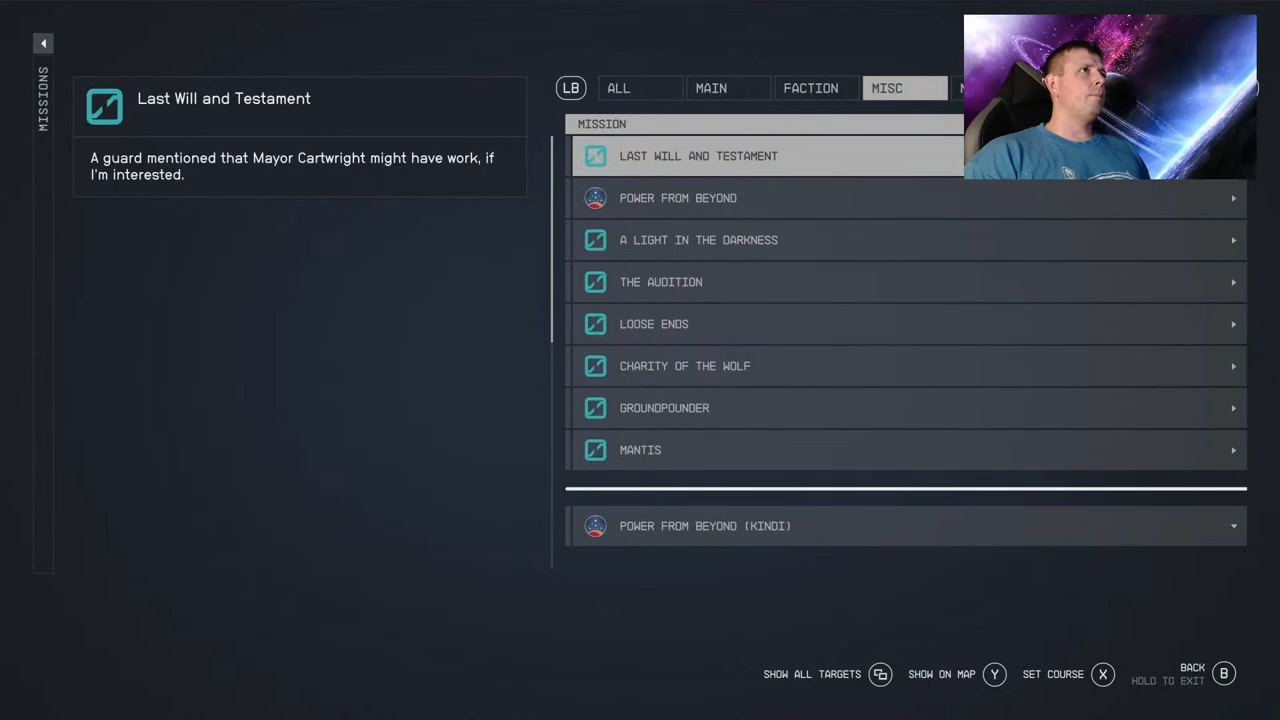 MISSIONS
Last Will and Testament
A guard mentioned that Mayor Cartwright might have work, if
I'm interested.
LB
ALL
MAIN
FACTION
MISC
MISSION
LAST WILL AND TESTAMENT
POWER FROM BEYOND
A LIGHT IN THE DARKNESS
THE AUDITION
LOOSE ENDS
CHARITY OF THE WOLF
GROUNDPOUNDER
MANTIS
POWER FROM BEYOND (KINDI)
SHOW ALL TARGETS
SHOW ON MAP Y
SET COURSE X
BACK B
HOLD TO EXIT